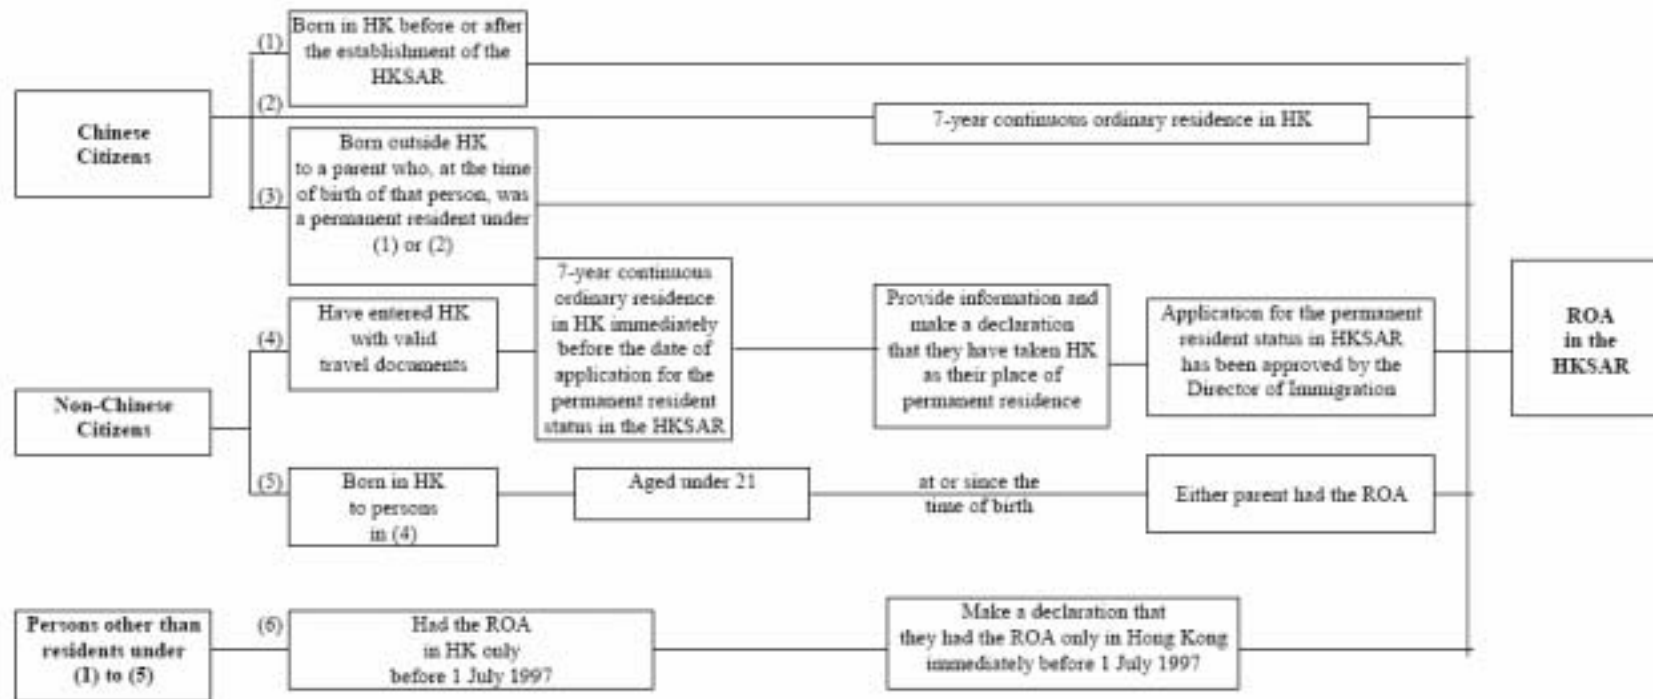 Chinese
Citizens
(1)
Born in HK before or after
the establishment of the
HKSAR
(2)
7-year continuous ordinary residence in HK
(3)
Born outside HK
to a parent who, at the time
of birth of that person, was
a permanent resident under
(1) or (2)
Non-Chinese
Citizens
(4)
Have entered HK
with valid
travel documents
7-year continuous
ordinary residence
in HK immediately
before the date of
application for the
permanent resident
status in the HKSAR
Provide information and
make a declaration
that they have taken HK
as their place of
permanent residence
Application for the permanent
resident status in HKSAR
has been approved by the
Director of Immigration
ROA
in the
HKSAR
(5)
Born in HK
to persons
in (4)
Aged under 21
at or since the
time of birth
Either parent had the ROA
Persons other than
residents under
(1) to (5)
(6)
Had the ROA
in HK only
before 1 July 1997
Make a declaration that
they had the ROA only in Hong Kong
immediately before 1 July 1997